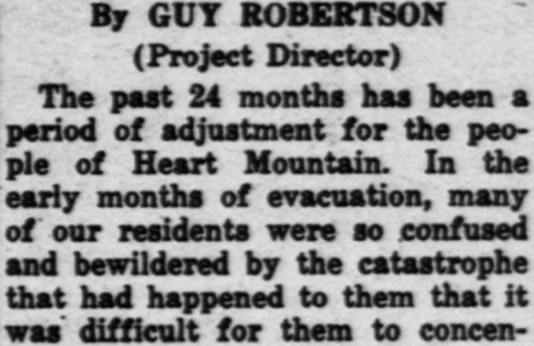 By GUY ROBERTSON
(Project Director)
The past 24 months has been a
period of adjustment for the peo-
ple of Heart Mountain. In the
early months of evacuation, many
of our residents were so confused
and bewildered by the catastrophe
that had happened to them that it
was difficult for them to concen-